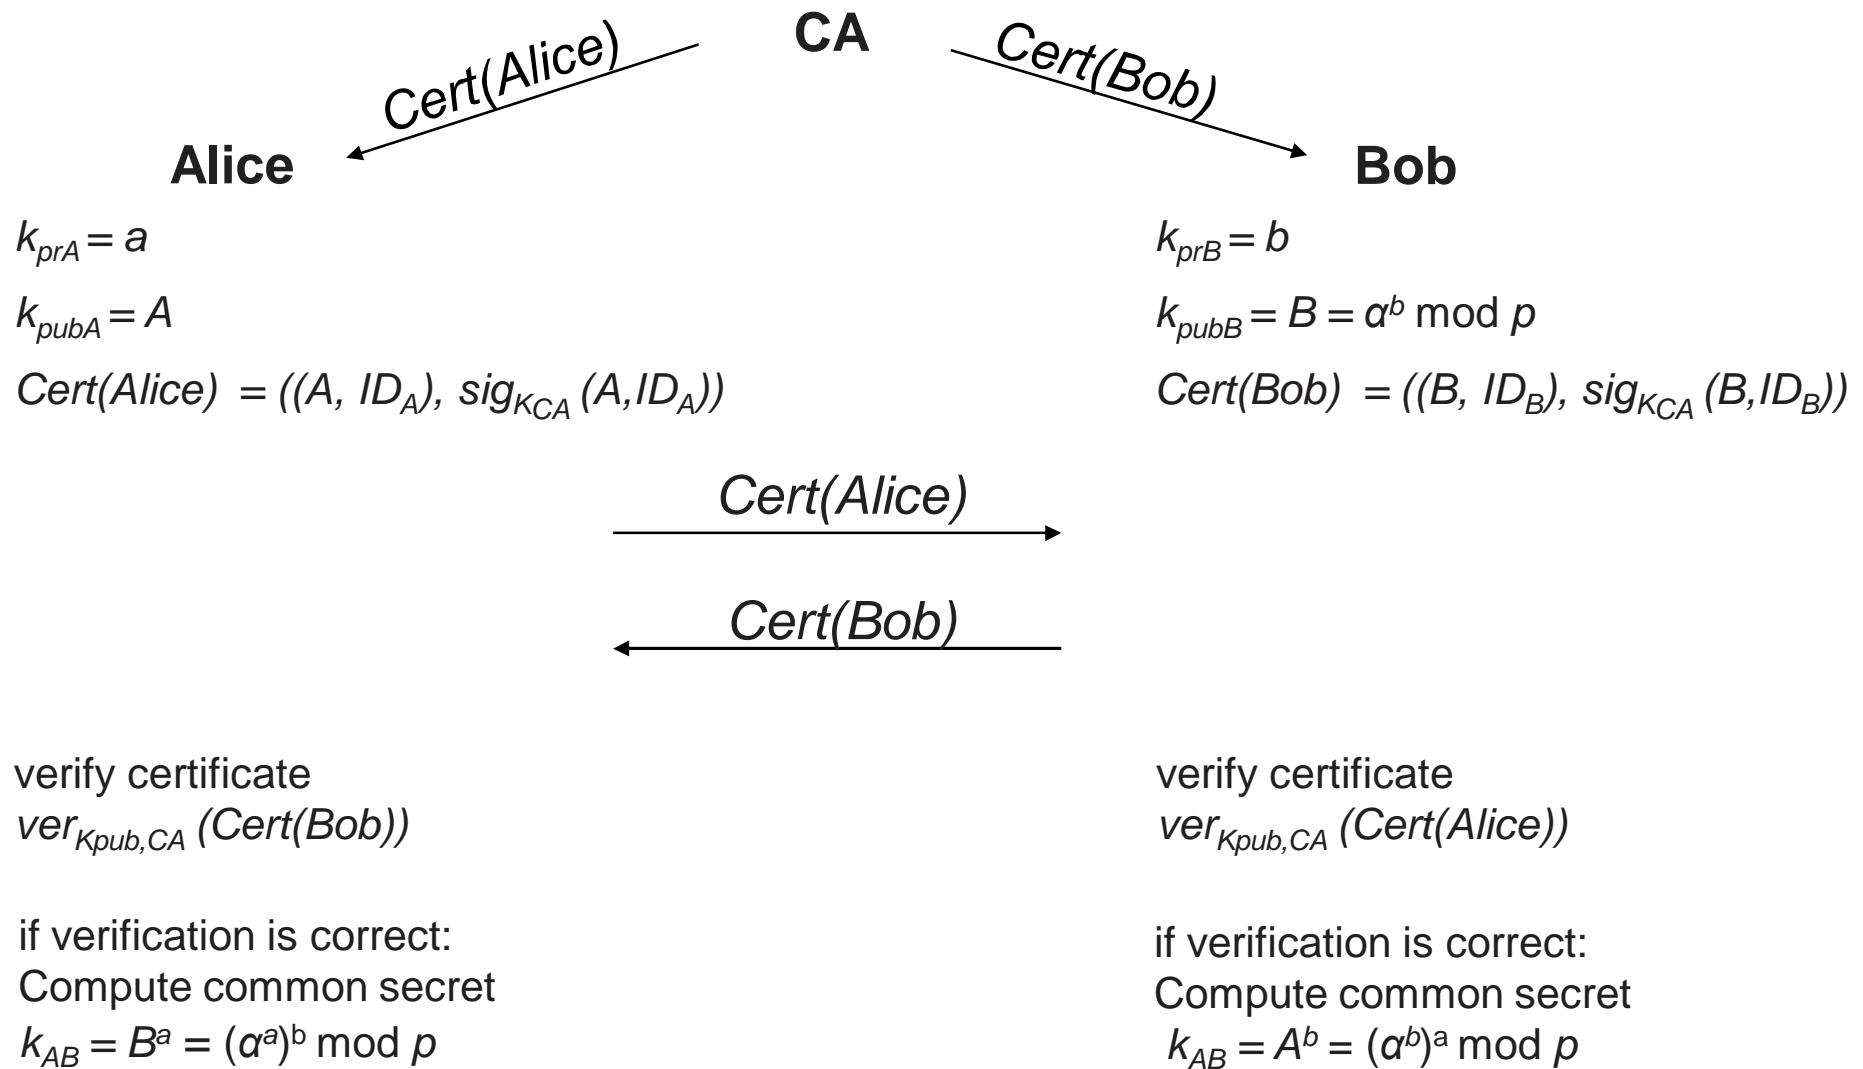 CA
Cert(Alice)
Cert(Bob)
Alice
Bob
k_prA = a
k_prB = b
k_pubA = A
k_pubB = B = α^b mod p
Cert(Alice) = ((A, ID_A), sig_K_CA (A,ID_A))
Cert(Bob) = ((B, ID_B), sig_K_CA (B,ID_B))
Cert(Alice)
Cert(Bob)
verify certificate
ver_Kpub,CA (Cert(Bob))
if verification is correct:
Compute common secret
k_AB = B^a = (α^a)^b mod p
verify certificate
ver_Kpub,CA (Cert(Alice))
if verification is correct:
Compute common secret
k_AB = A^b = (α^b)^a mod p